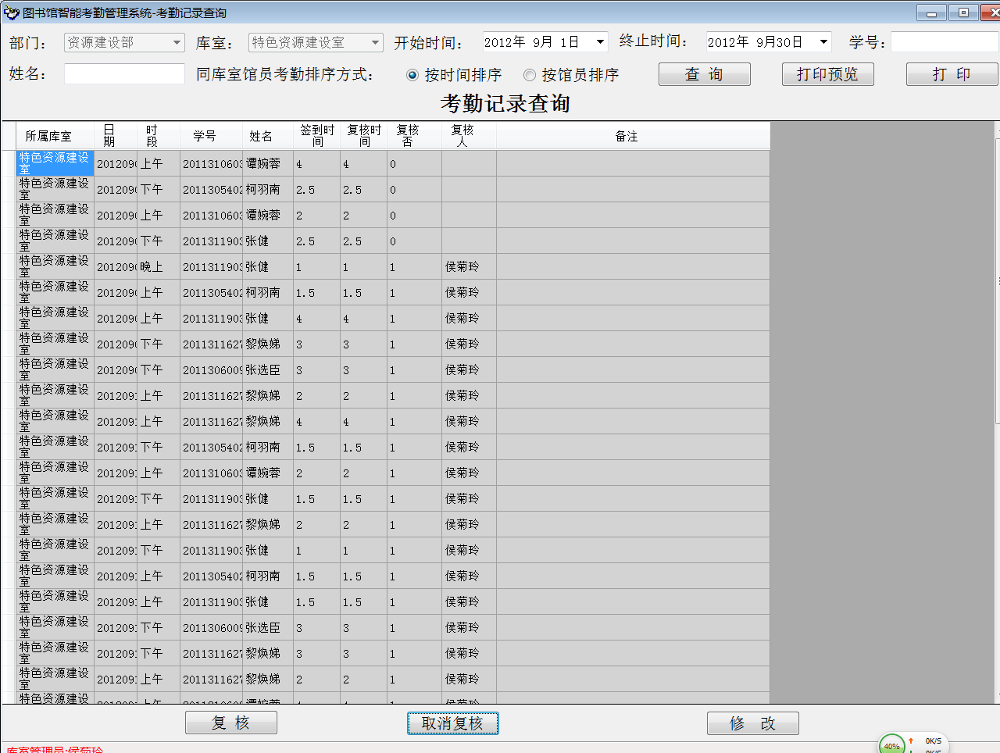 图书馆智能考勤管理系统-考勤记录查询
部门： 资源建设部 库室： 特色资源建设室 开始时间： 2012年 9月 1日 终止时间： 2012年 9月30日 学号：
姓名： 同库室馆员考勤排序方式： 按时间排序 按馆员排序 查 询 打印预览 打 印
考勤记录查询
所属库室 日期 时段 学号 姓名 签到时间 复核时间 复核否 复核人 备注
特色资源建设室 201209 上午 201131060 谭婉蓉 4 4 0
特色资源建设室 201209 下午 201130540 柯羽南 2.5 2.5 0
特色资源建设室 201209 上午 201131060 谭婉蓉 2 2 0
特色资源建设室 201209 下午 201131190 张健 2.5 2.5 0
特色资源建设室 201209 晚上 201131190 张健 1 1 1 侯菊玲
特色资源建设室 201209 上午 201130540 柯羽南 1.5 1.5 1 侯菊玲
特色资源建设室 201209 上午 201131190 张健 4 4 1 侯菊玲
特色资源建设室 201209 下午 201131162 黎焕娣 3 3 1 侯菊玲
特色资源建设室 201209 下午 201130600 张选臣 3 3 1 侯菊玲
特色资源建设室 201209 上午 201131162 黎焕娣 2 2 1 侯菊玲
特色资源建设室 201209 上午 201131162 黎焕娣 4 4 1 侯菊玲
特色资源建设室 201209 下午 201130540 柯羽南 1.5 1.5 1 侯菊玲
特色资源建设室 201209 上午 201131060 谭婉蓉 2 2 1 侯菊玲
特色资源建设室 201209 下午 201131190 张健 1.5 1.5 1 侯菊玲
特色资源建设室 201209 上午 201131162 黎焕娣 2 2 1 侯菊玲
特色资源建设室 201209 下午 201131190 张健 1 1 1 侯菊玲
特色资源建设室 201209 上午 201130540 柯羽南 1.5 1.5 1 侯菊玲
特色资源建设室 201209 上午 201131190 张健 1.5 1.5 1 侯菊玲
特色资源建设室 201209 下午 201130600 张选臣 3 3 1 侯菊玲
特色资源建设室 201209 下午 201131162 黎焕娣 3 3 1 侯菊玲
特色资源建设室 201209 上午 201131162 黎焕娣 2 2 1 侯菊玲
特色资源建设
复 核 取消复核 修 改
40% 0K/S
0K/S
库室管理员:侯菊玲